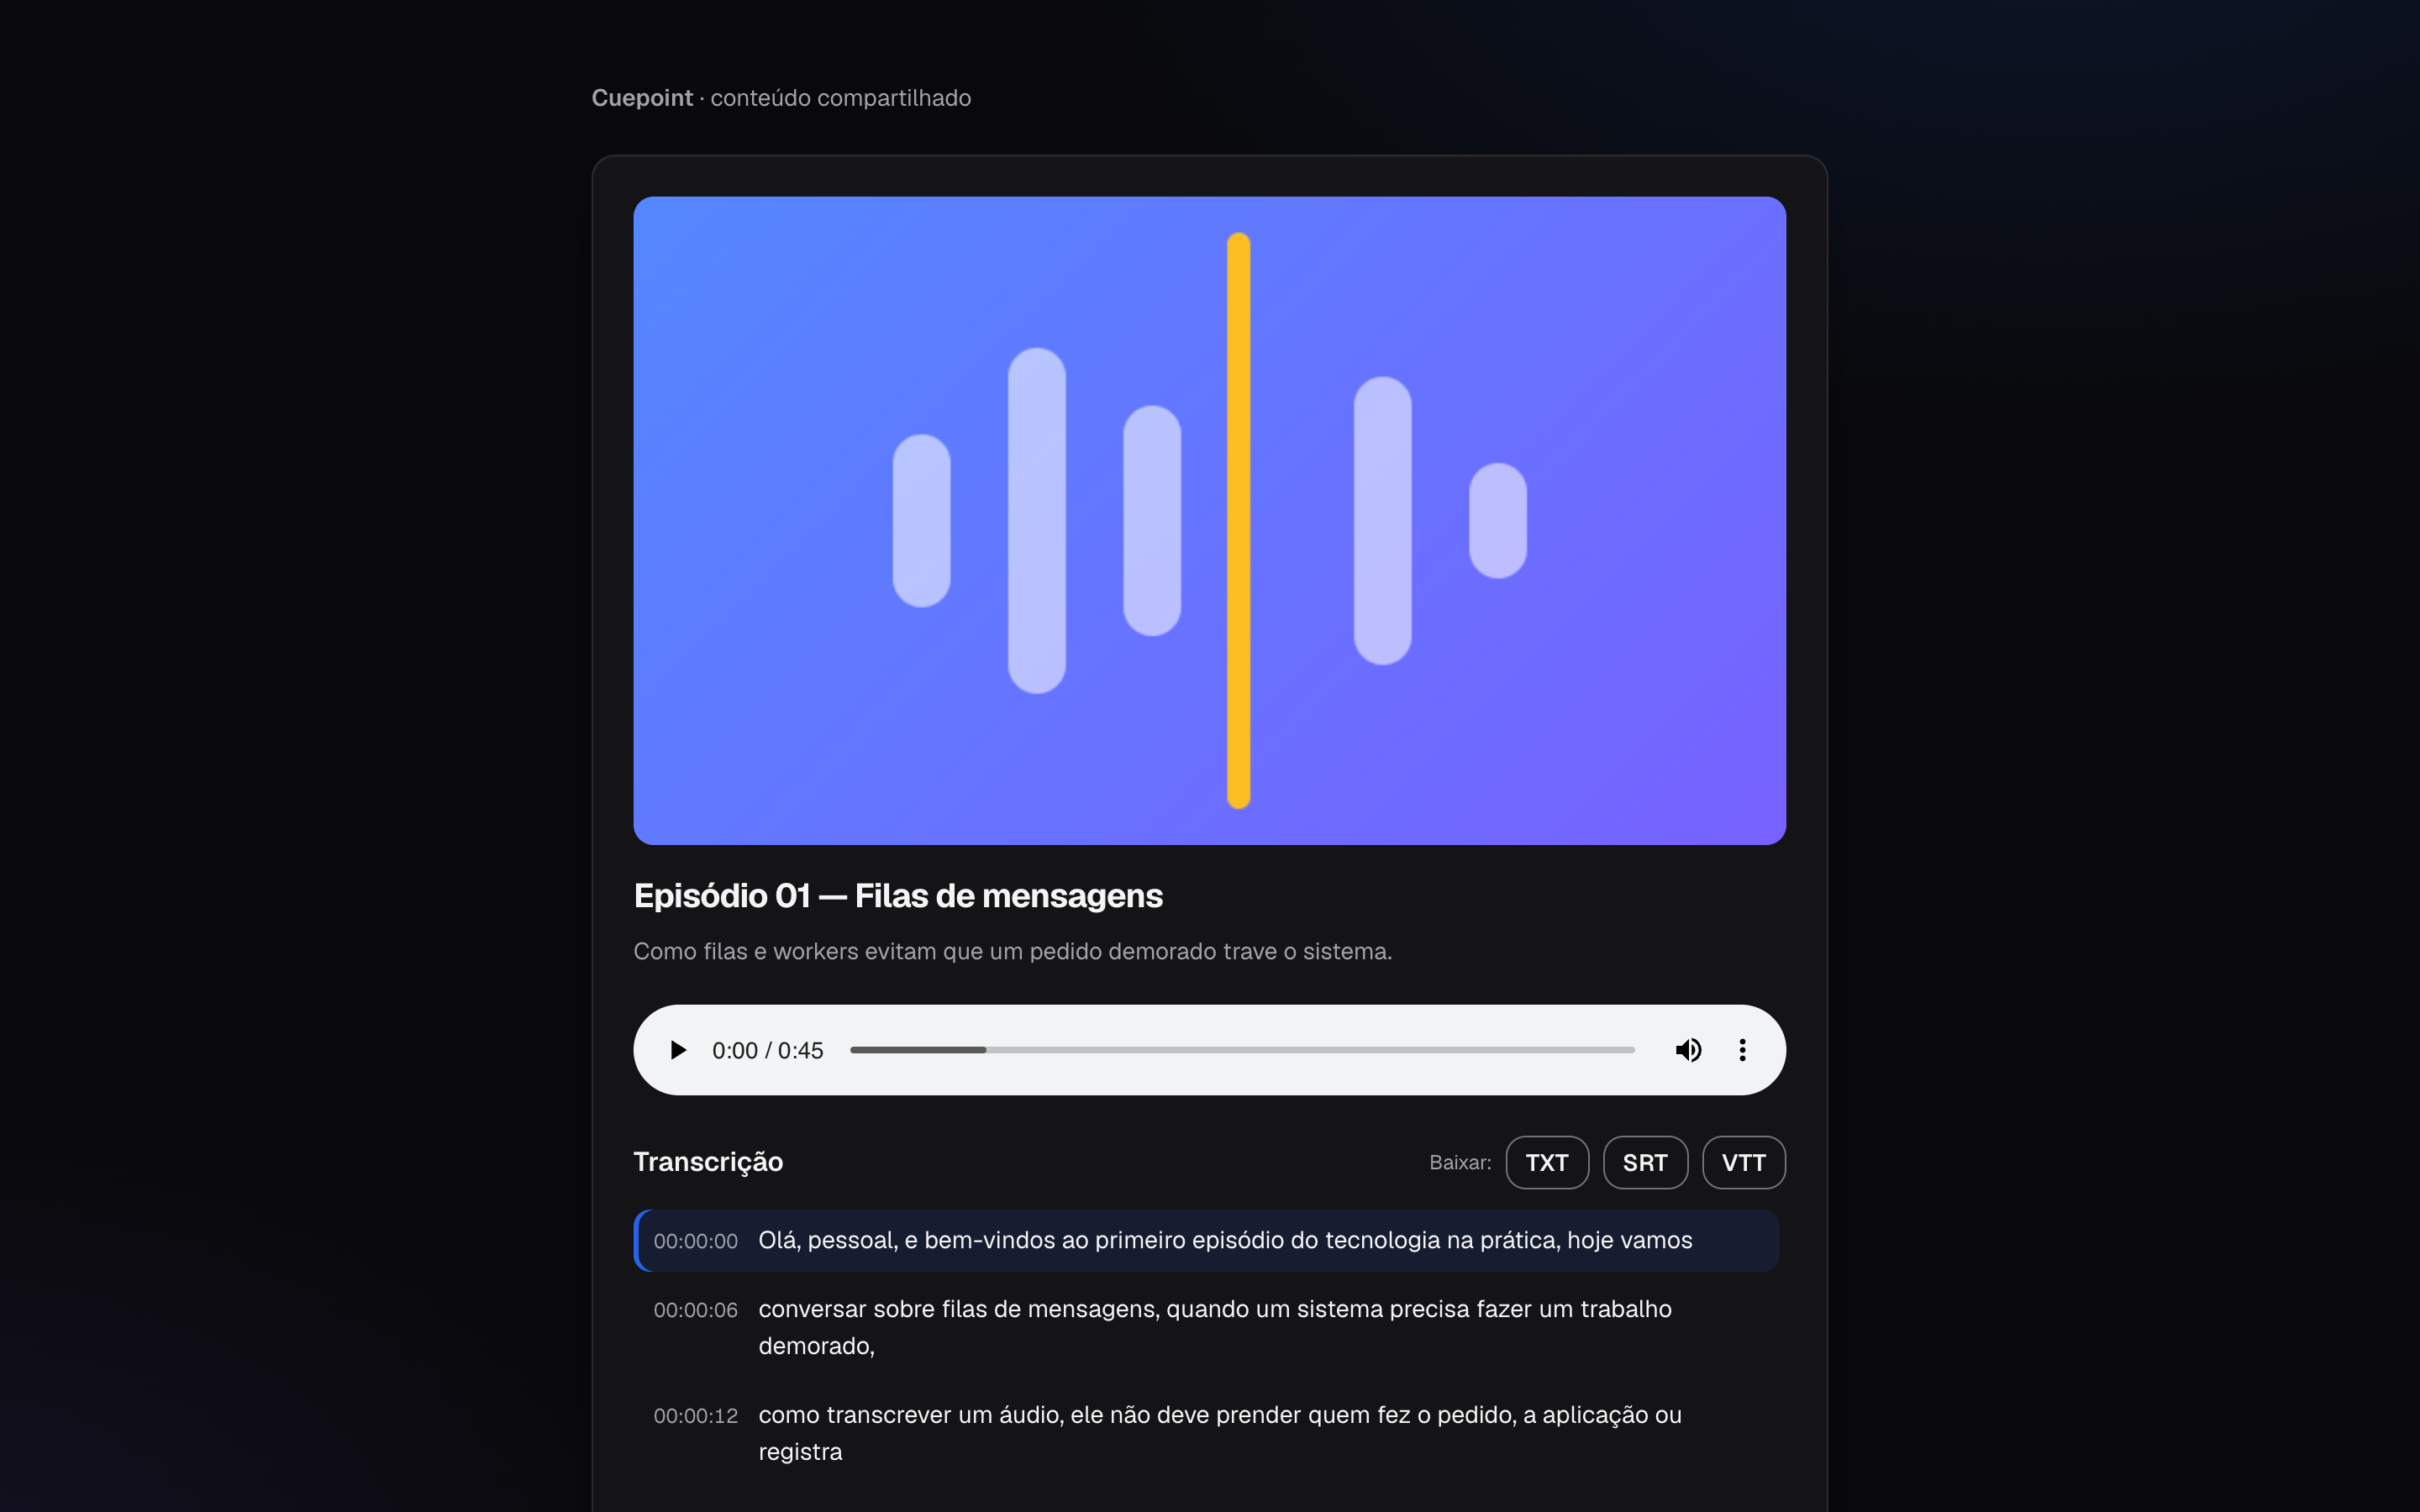 Cuepoint · conteúdo compartilhado
Episódio 01 — Filas de mensagens
Como filas e workers evitam que um pedido demorado trave o sistema.
0:00 / 0:45
Transcrição
Baixar: TXT SRT VTT
00:00:00 Olá, pessoal, e bem-vindos ao primeiro episódio do tecnologia na prática, hoje vamos
00:00:06 conversar sobre filas de mensagens, quando um sistema precisa fazer um trabalho
demorado,
00:00:12 como transcrever um áudio, ele não deve prender quem fez o pedido, a aplicação ou
registra